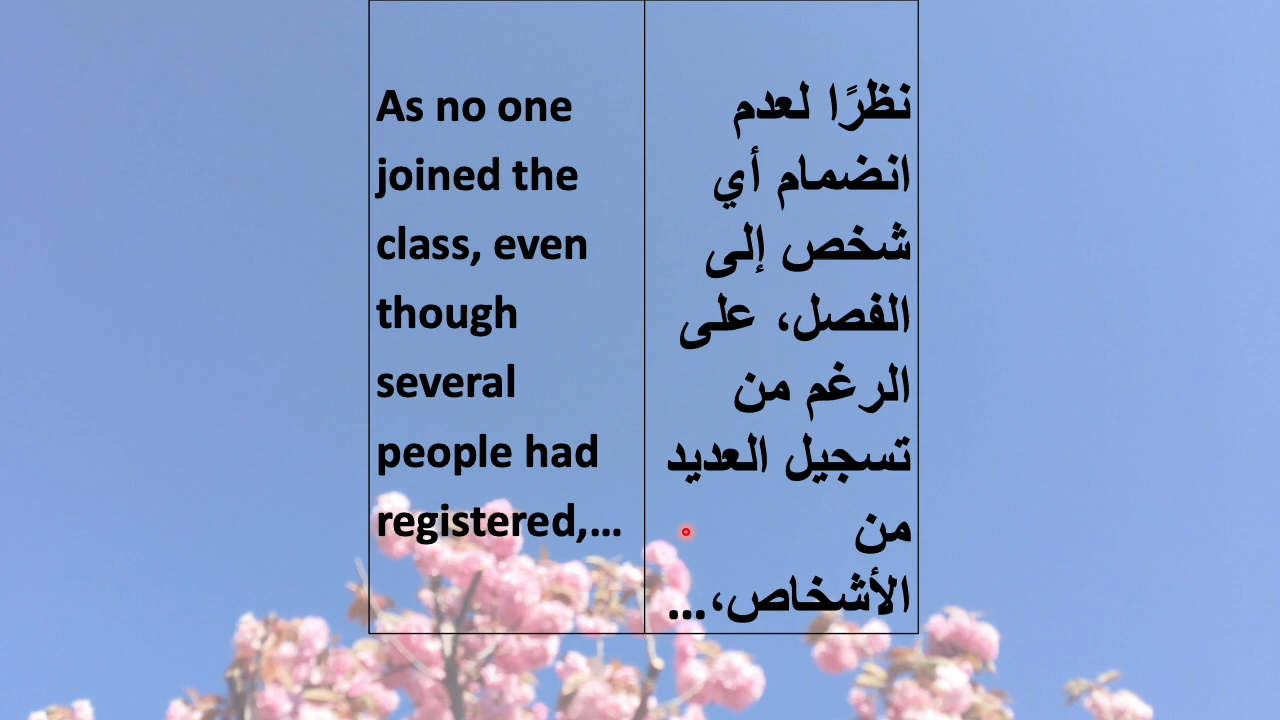 As no one
joined the
class, even
though
several
people had
registered,...
نظرًا لعدم
انضمام أي
شخص إلى
الفصل، على
الرغم من
تسجيل العديد
من
الأشخاص،...